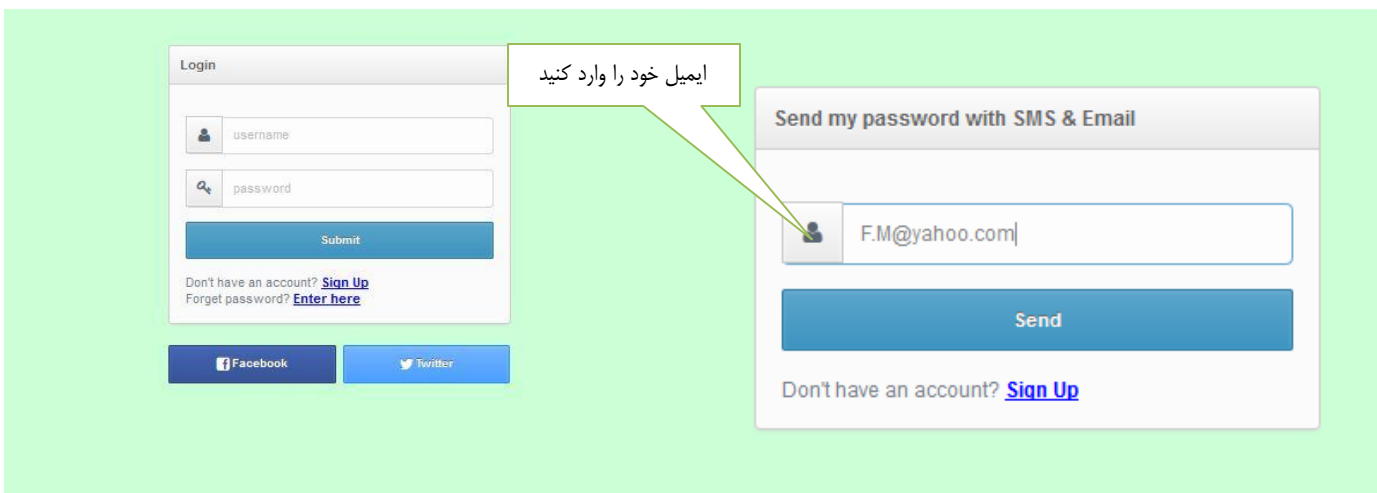 Login
username
password
Submit
Don't have an account? Sign Up
Forget password? Enter here
Facebook
Twitter
ایمیل خود را وارد کنید
Send my password with SMS & Email
F.M@yahoo.com
Send
Don't have an account? Sign Up